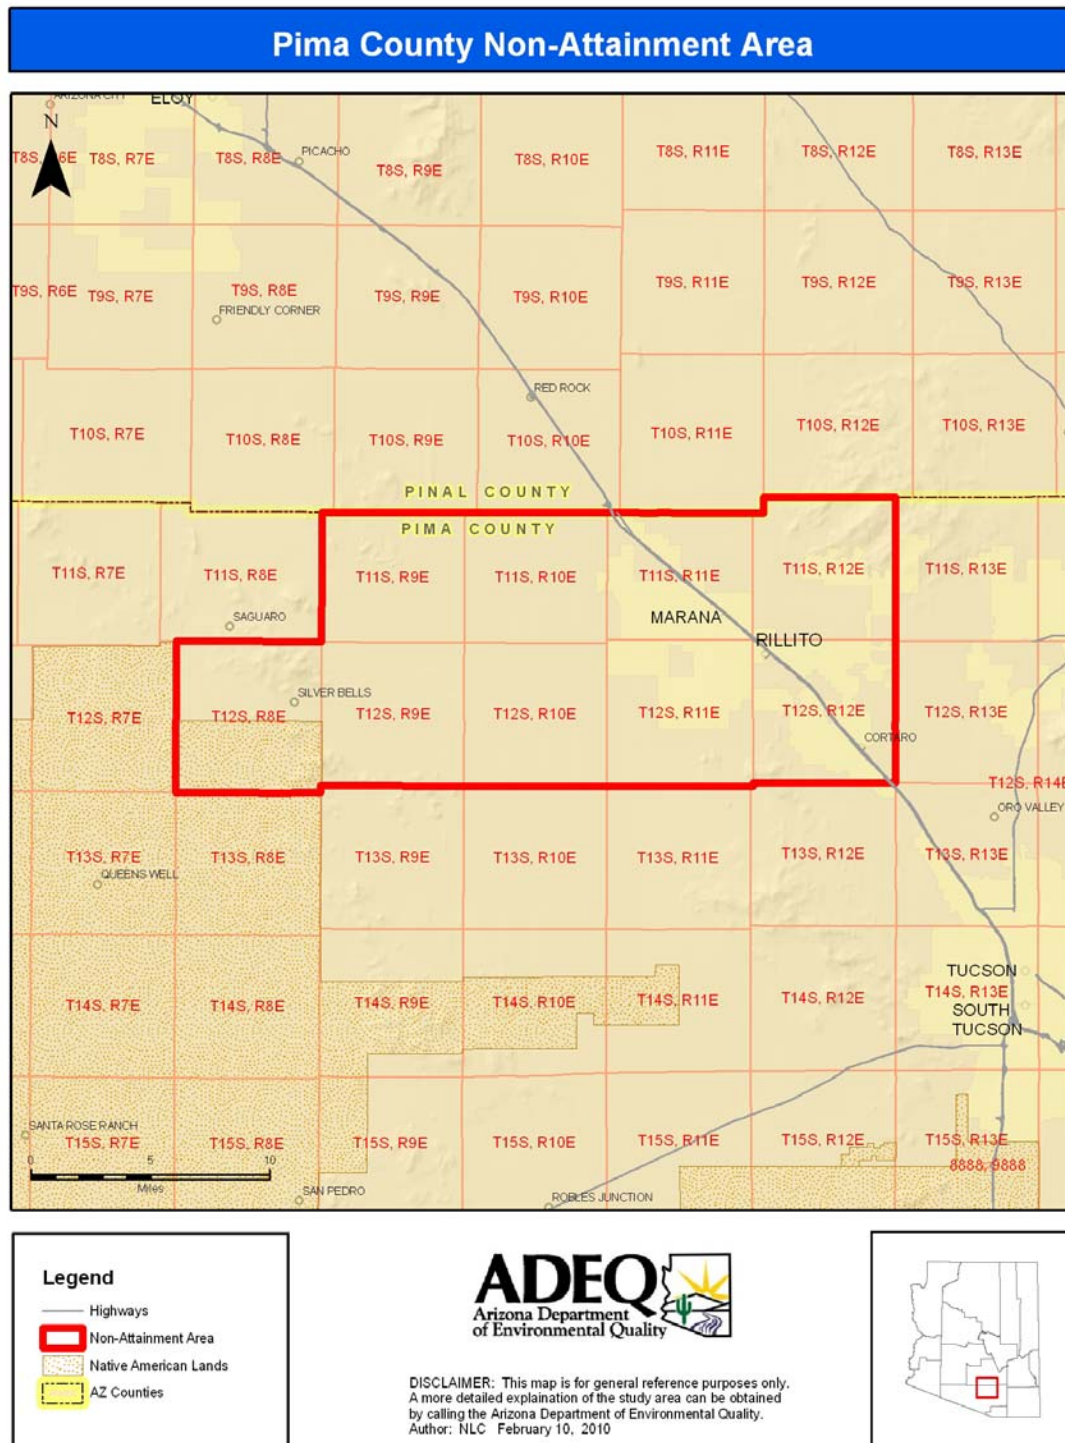 Pima County Non-Attainment Area
ARIZONA CITY
ELOY
N
PICACHO
T8S, R6E
T8S, R7E
T8S, R8E
T8S, R9E
T8S, R10E
T8S, R11E
T8S, R12E
T8S, R13E
T9S, R6E
T9S, R7E
T9S, R8E
T9S, R9E
T9S, R10E
T9S, R11E
T9S, R12E
T9S, R13E
FRIENDLY CORNER
RED ROCK
T10S, R7E
T10S, R8E
T10S, R9E
T10S, R10E
T10S, R11E
T10S, R12E
T10S, R13E
PINAL COUNTY
PIMA COUNTY
T11S, R7E
T11S, R8E
T11S, R9E
T11S, R10E
T11S, R11E
T11S, R12E
T11S, R13E
SAGUARO
MARANA
RILLITO
SILVER BELLS
T12S, R7E
T12S, R8E
T12S, R9E
T12S, R10E
T12S, R11E
T12S, R12E
T12S, R13E
CORTARO
T12S, R14E
ORO VALLEY
T13S, R7E
T13S, R8E
T13S, R9E
T13S, R10E
T13S, R11E
T13S, R12E
T13S, R13E
QUEENS WELL
TUCSON
T14S, R7E
T14S, R8E
T14S, R9E
T14S, R10E
T14S, R11E
T14S, R12E
T14S, R13E
SOUTH
TUCSON
SANTA ROSE RANCH
T15S, R7E
T15S, R8E
T15S, R9E
T15S, R10E
T15S, R11E
T15S, R12E
T15S, R13E
8888, 9888
0 5 10
Miles
SAN PEDRO
ROBLES JUNCTION
Legend
Highways
Non-Attainment Area
Native American Lands
AZ Counties
ADEQ
Arizona Department
of Environmental Quality
DISCLAIMER: This map is for general reference purposes only.
A more detailed explaination of the study area can be obtained
by calling the Arizona Department of Environmental Quality.
Author: NLC February 10, 2010